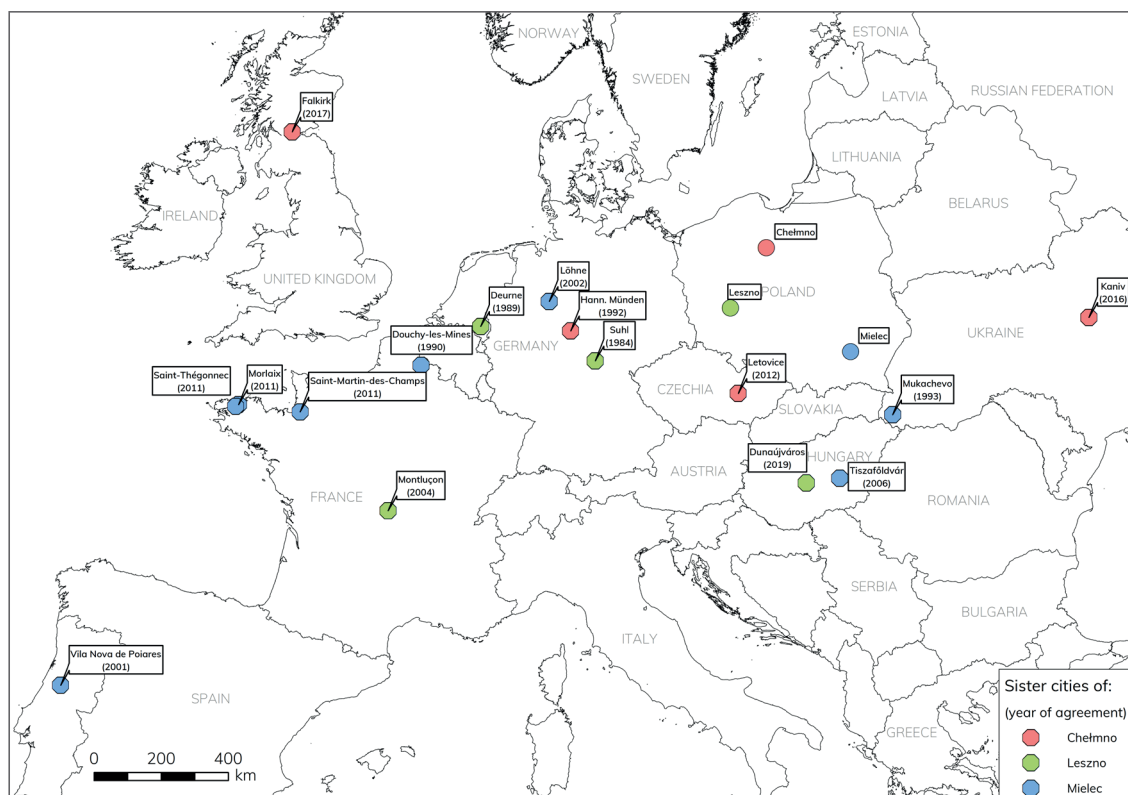 NORWAY
ESTONIA
SWEDEN
RUSSIAN FEDERATION
LATVIA
Falkirk
(2017)
LITHUANIA
BELARUS
IRELAND
Chełmno
UNITED KINGDOM
Löhne
(2002)
Deurne
(1989)
Hann. Münden
(1992)
Leszno
POLAND
Kaniv
(2016)
UKRAINE
Douchy-les-Mines
(1990)
GERMANY
Suhl
(1984)
Mielec
Letovice
(2012)
Saint-Thégonnec
(2011)
Morlaix
(2011)
Saint-Martin-des-Champs
(2011)
CZECHIA
Mukachevo
(1993)
SLOVAKIA
Dunaújváros
(2019)
HUNGARY
AUSTRIA
Tiszaföldvár
(2006)
Montluçon
(2004)
FRANCE
ROMANIA
SERBIA
BULGARIA
ITALY
Vila Nova de Poiares
(2001)
SPAIN
GREECE
Sister cities of:
(year of agreement)
Chełmno
Leszno
Mielec
0 200 400
km